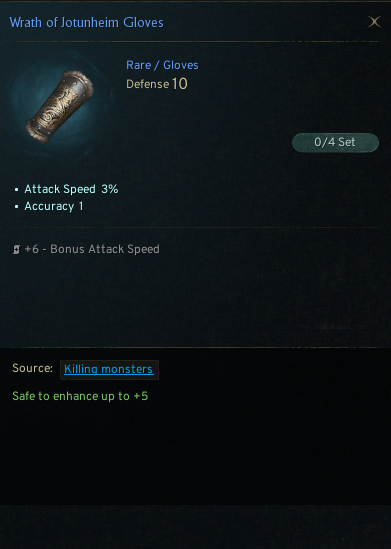 Wrath of Jotunheim Gloves
Rare / Gloves
Defense 10
0/4 Set
• Attack Speed 3%
• Accuracy 1
+6 - Bonus Attack Speed
Source: Killing monsters
Safe to enhance up to +5